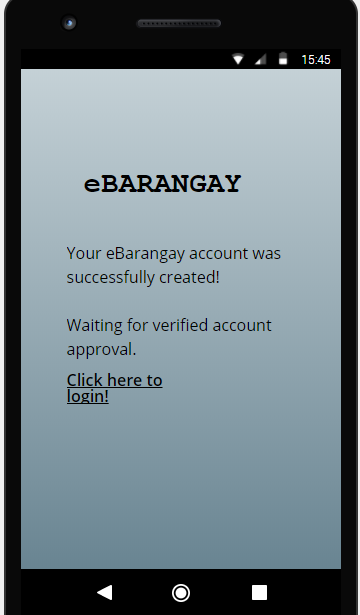 15:45
eBARANGAY
Your eBarangay account was
successfully created!
Waiting for verified account
approval.
Click here to
login!